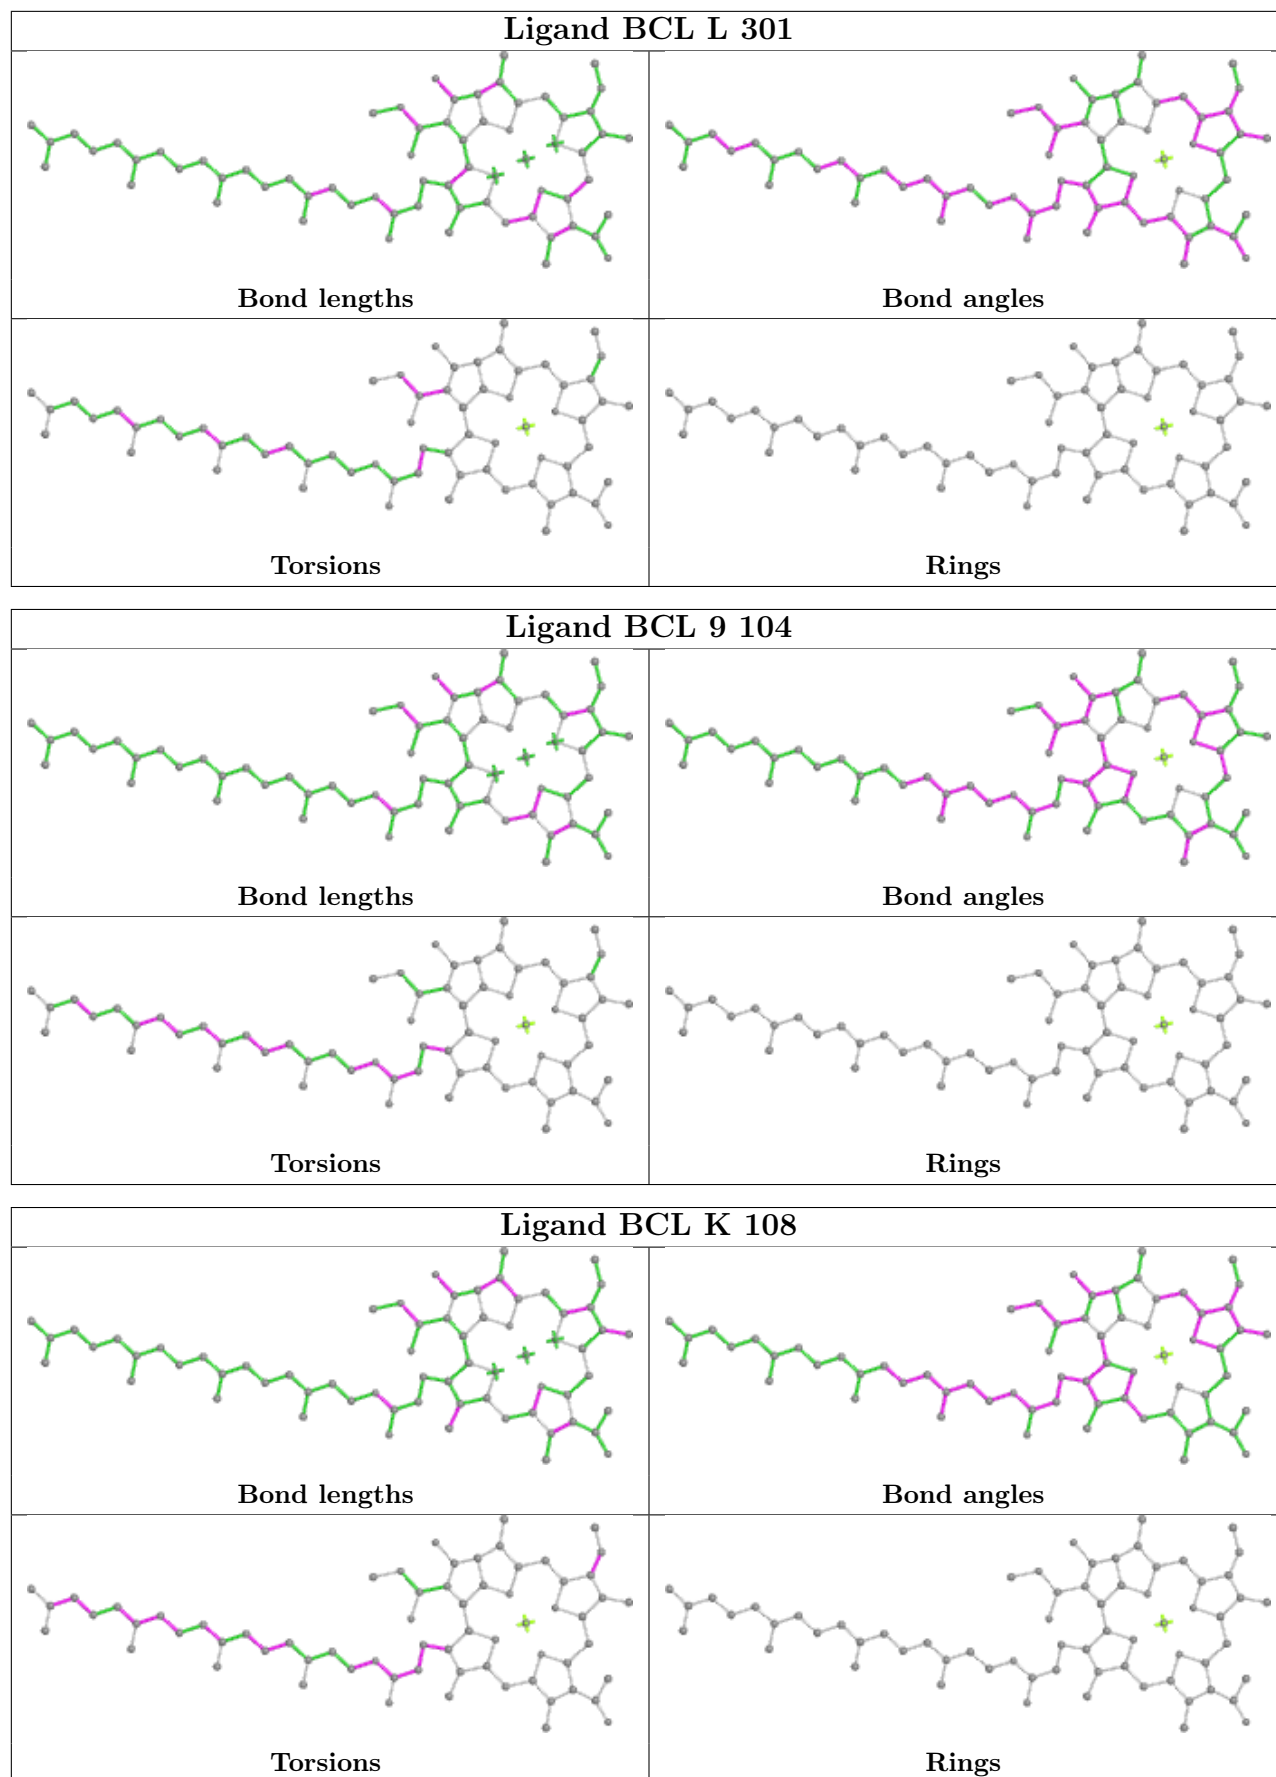 Ligand BCL L 301
Bond lengths
Bond angles
Torsions
Rings
Ligand BCL 9 104
Bond lengths
Bond angles
Torsions
Rings
Ligand BCL K 108
Bond lengths
Bond angles
Torsions
Rings